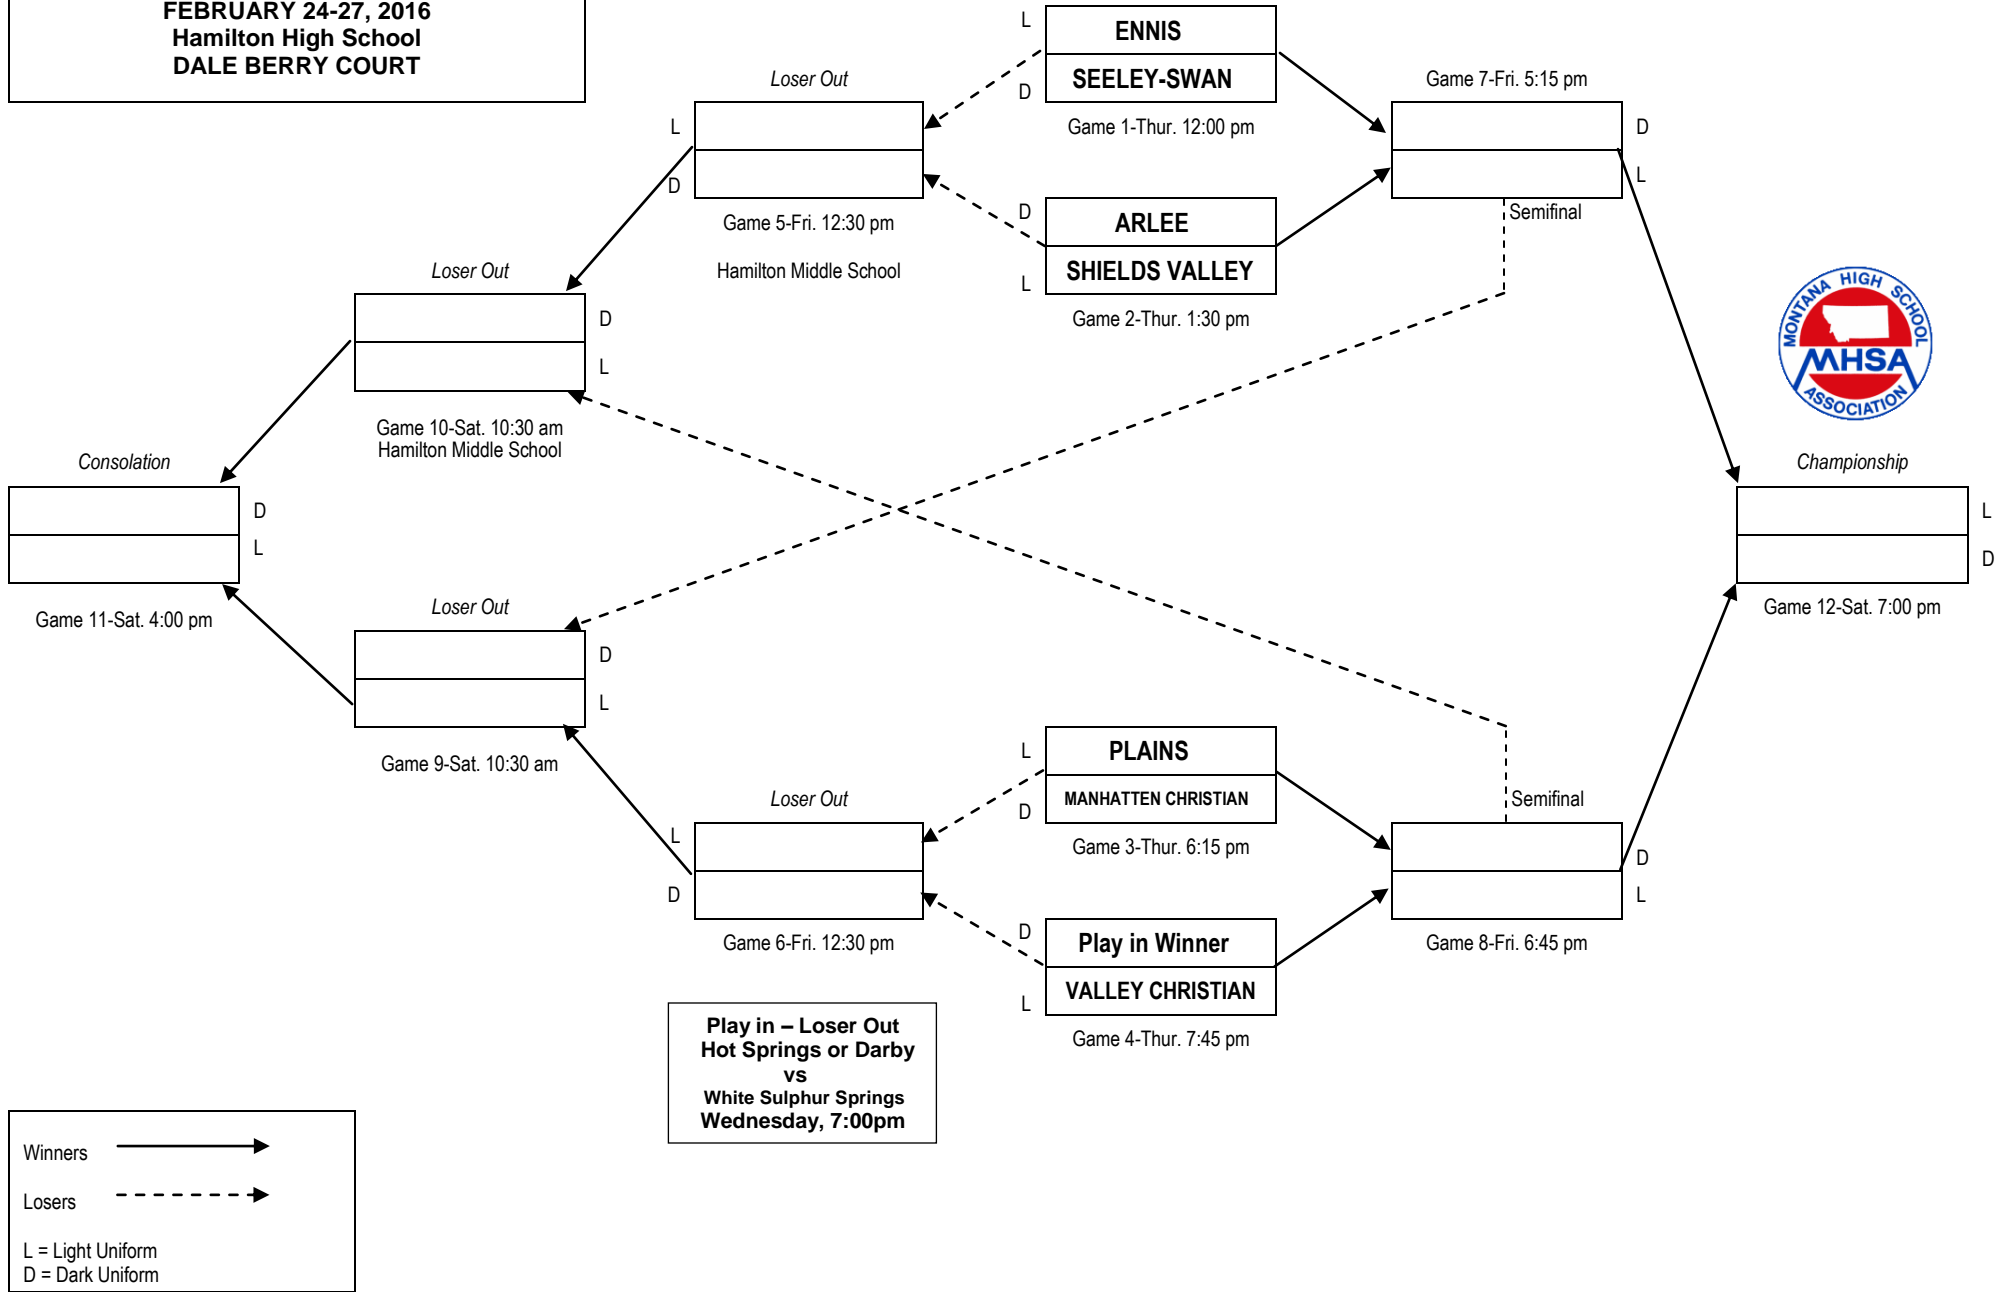 FEBRUARY 24-27, 2016
Hamilton High School
DALE BERRY COURT
L
ENNIS
SEELEY-SWAN
D
Game 1-Thur. 12:00 pm
D
ARLEE
SHIELDS VALLEY
L
Game 2-Thur. 1:30 pm
Loser Out
L
D
Game 5-Fri. 12:30 pm
Hamilton Middle School
Game 7-Fri. 5:15 pm
D
L
Semifinal
Loser Out
D
L
Game 10-Sat. 10:30 am
Hamilton Middle School
MONTANA HIGH SCHOOL
MHSA
ASSOCIATION
Consolation
D
L
Game 11-Sat. 4:00 pm
Championship
L
D
Game 12-Sat. 7:00 pm
Loser Out
D
L
Game 9-Sat. 10:30 am
L
PLAINS
MANHATTEN CHRISTIAN
D
Game 3-Thur. 6:15 pm
Loser Out
L
D
Game 6-Fri. 12:30 pm
Semifinal
D
L
Game 8-Fri. 6:45 pm
D
Play in Winner
VALLEY CHRISTIAN
L
Game 4-Thur. 7:45 pm
Play in – Loser Out
Hot Springs or Darby
vs
White Sulphur Springs
Wednesday, 7:00pm
Winners
Losers
L = Light Uniform
D = Dark Uniform